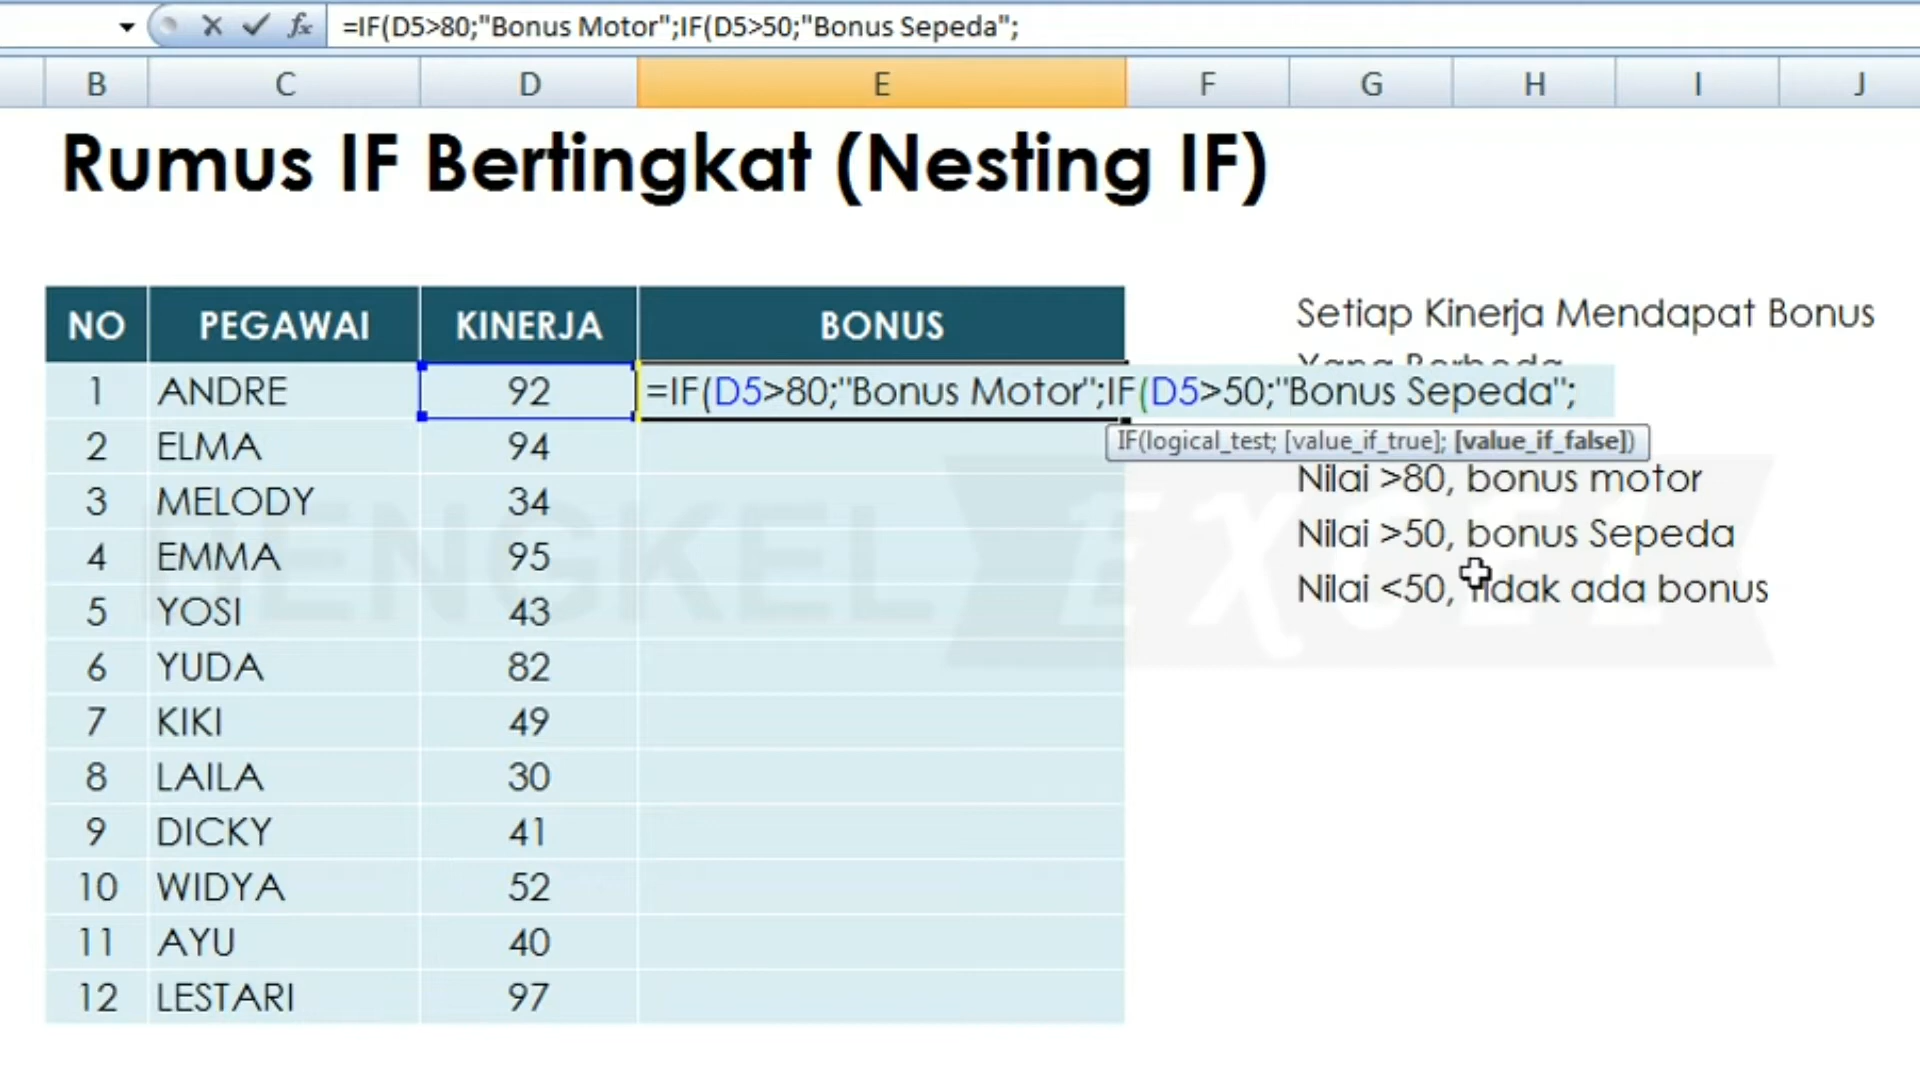 =IF(D5>80;"Bonus Motor";IF(D5>50;"Bonus Sepeda";
B C D E F G H I J
Rumus IF Bertingkat (Nesting IF)
NO PEGAWAI KINERJA BONUS
1 ANDRE 92 =IF(D5>80;"Bonus Motor";IF(D5>50;"Bonus Sepeda";
IF(logical_test; [value_if_true]; [value_if_false])
2 ELMA 94
3 MELODY 34
4 EMMA 95
5 YOSI 43
6 YUDA 82
7 KIKI 49
8 LAILA 30
9 DICKY 41
10 WIDYA 52
11 AYU 40
12 LESTARI 97
Setiap Kinerja Mendapat Bonus
Yang Berbeda
Nilai >80, bonus motor
Nilai >50, bonus Sepeda
Nilai <50, Tidak ada bonus
EXCEL